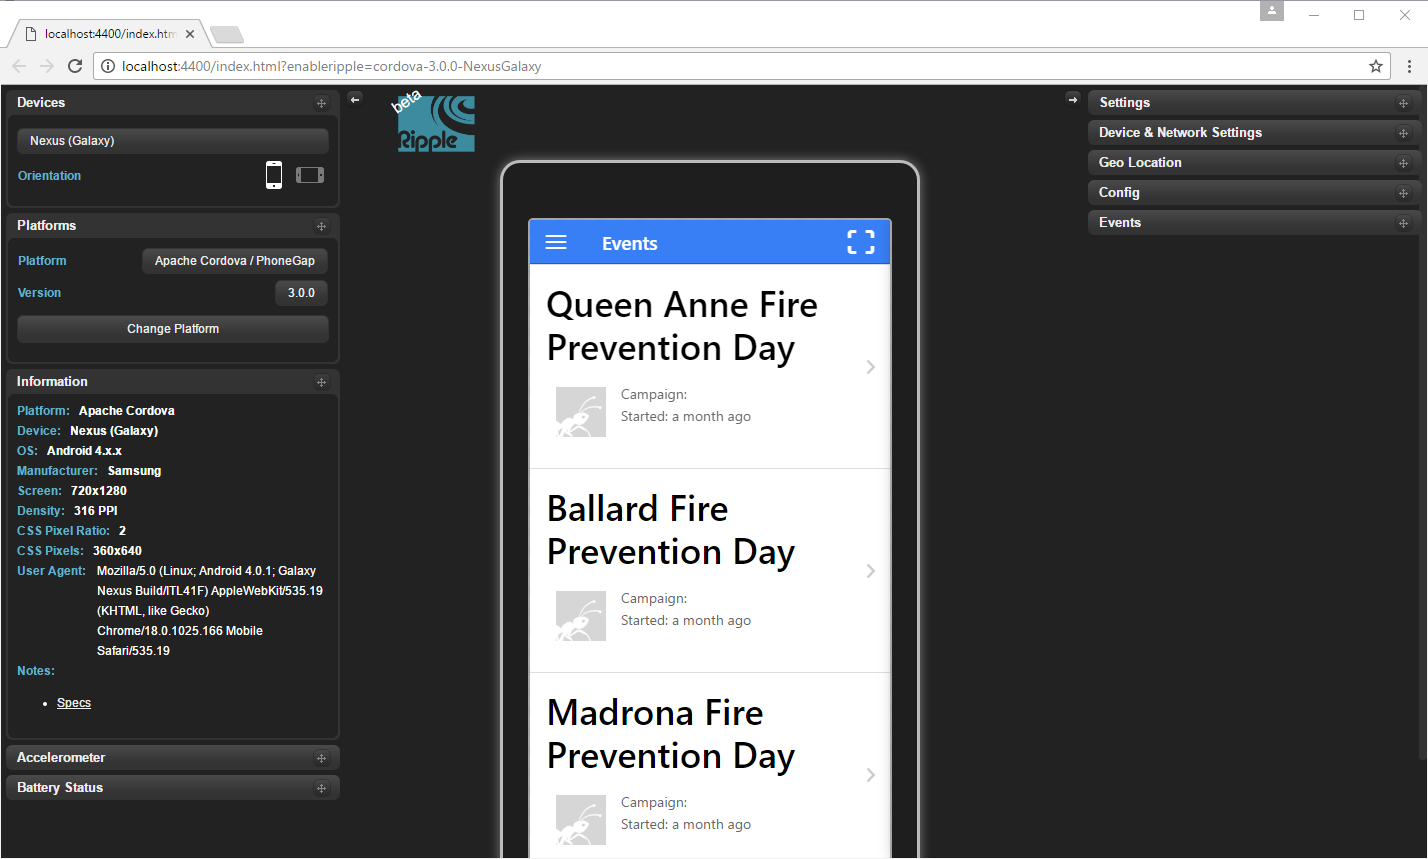 localhost:4400/index.htm
localhost:4400/index.html?enableripple=cordova-3.0.0-NexusGalaxy
Devices
Nexus (Galaxy)
Orientation
Platforms
Platform
Apache Cordova / PhoneGap
Version
3.0.0
Change Platform
Information
Platform: Apache Cordova
Device: Nexus (Galaxy)
OS: Android 4.x.x
Manufacturer: Samsung
Screen: 720x1280
Density: 316 PPI
CSS Pixel Ratio: 2
CSS Pixels: 360x640
User Agent: Mozilla/5.0 (Linux; Android 4.0.1; Galaxy
Nexus Build/ITL41F) AppleWebKit/535.19
(KHTML, like Gecko)
Chrome/18.0.1025.166 Mobile
Safari/535.19
Notes:
• Specs
Accelerometer
Battery Status
beta
Ripple
Events
Queen Anne Fire
Prevention Day
Campaign:
Started: a month ago
Ballard Fire
Prevention Day
Campaign:
Started: a month ago
Madrona Fire
Prevention Day
Campaign:
Started: a month ago
Settings
Device & Network Settings
Geo Location
Config
Events